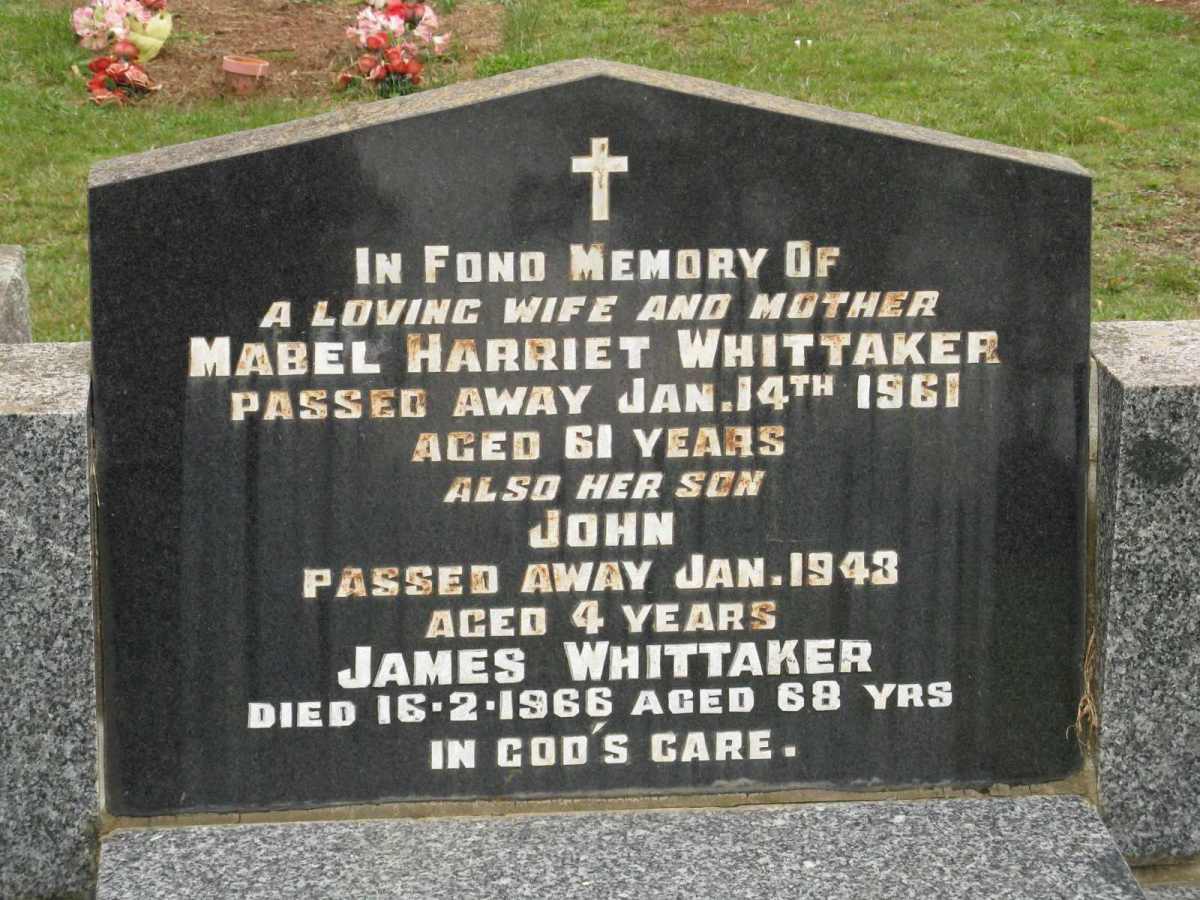 In Fond Memory Of
A LOVING WIFE AND MOTHER
MABEL HARRIET WHITTAKER
PASSED AWAY JAN. 14TH 1961
AGED 61 YEARS
ALSO HER SON
JOHN
PASSED AWAY JAN. 1943
AGED 4 YEARS
JAMES WHITTAKER
DIED 16-2-1966 AGED 68 YRS
IN GOD'S CARE.